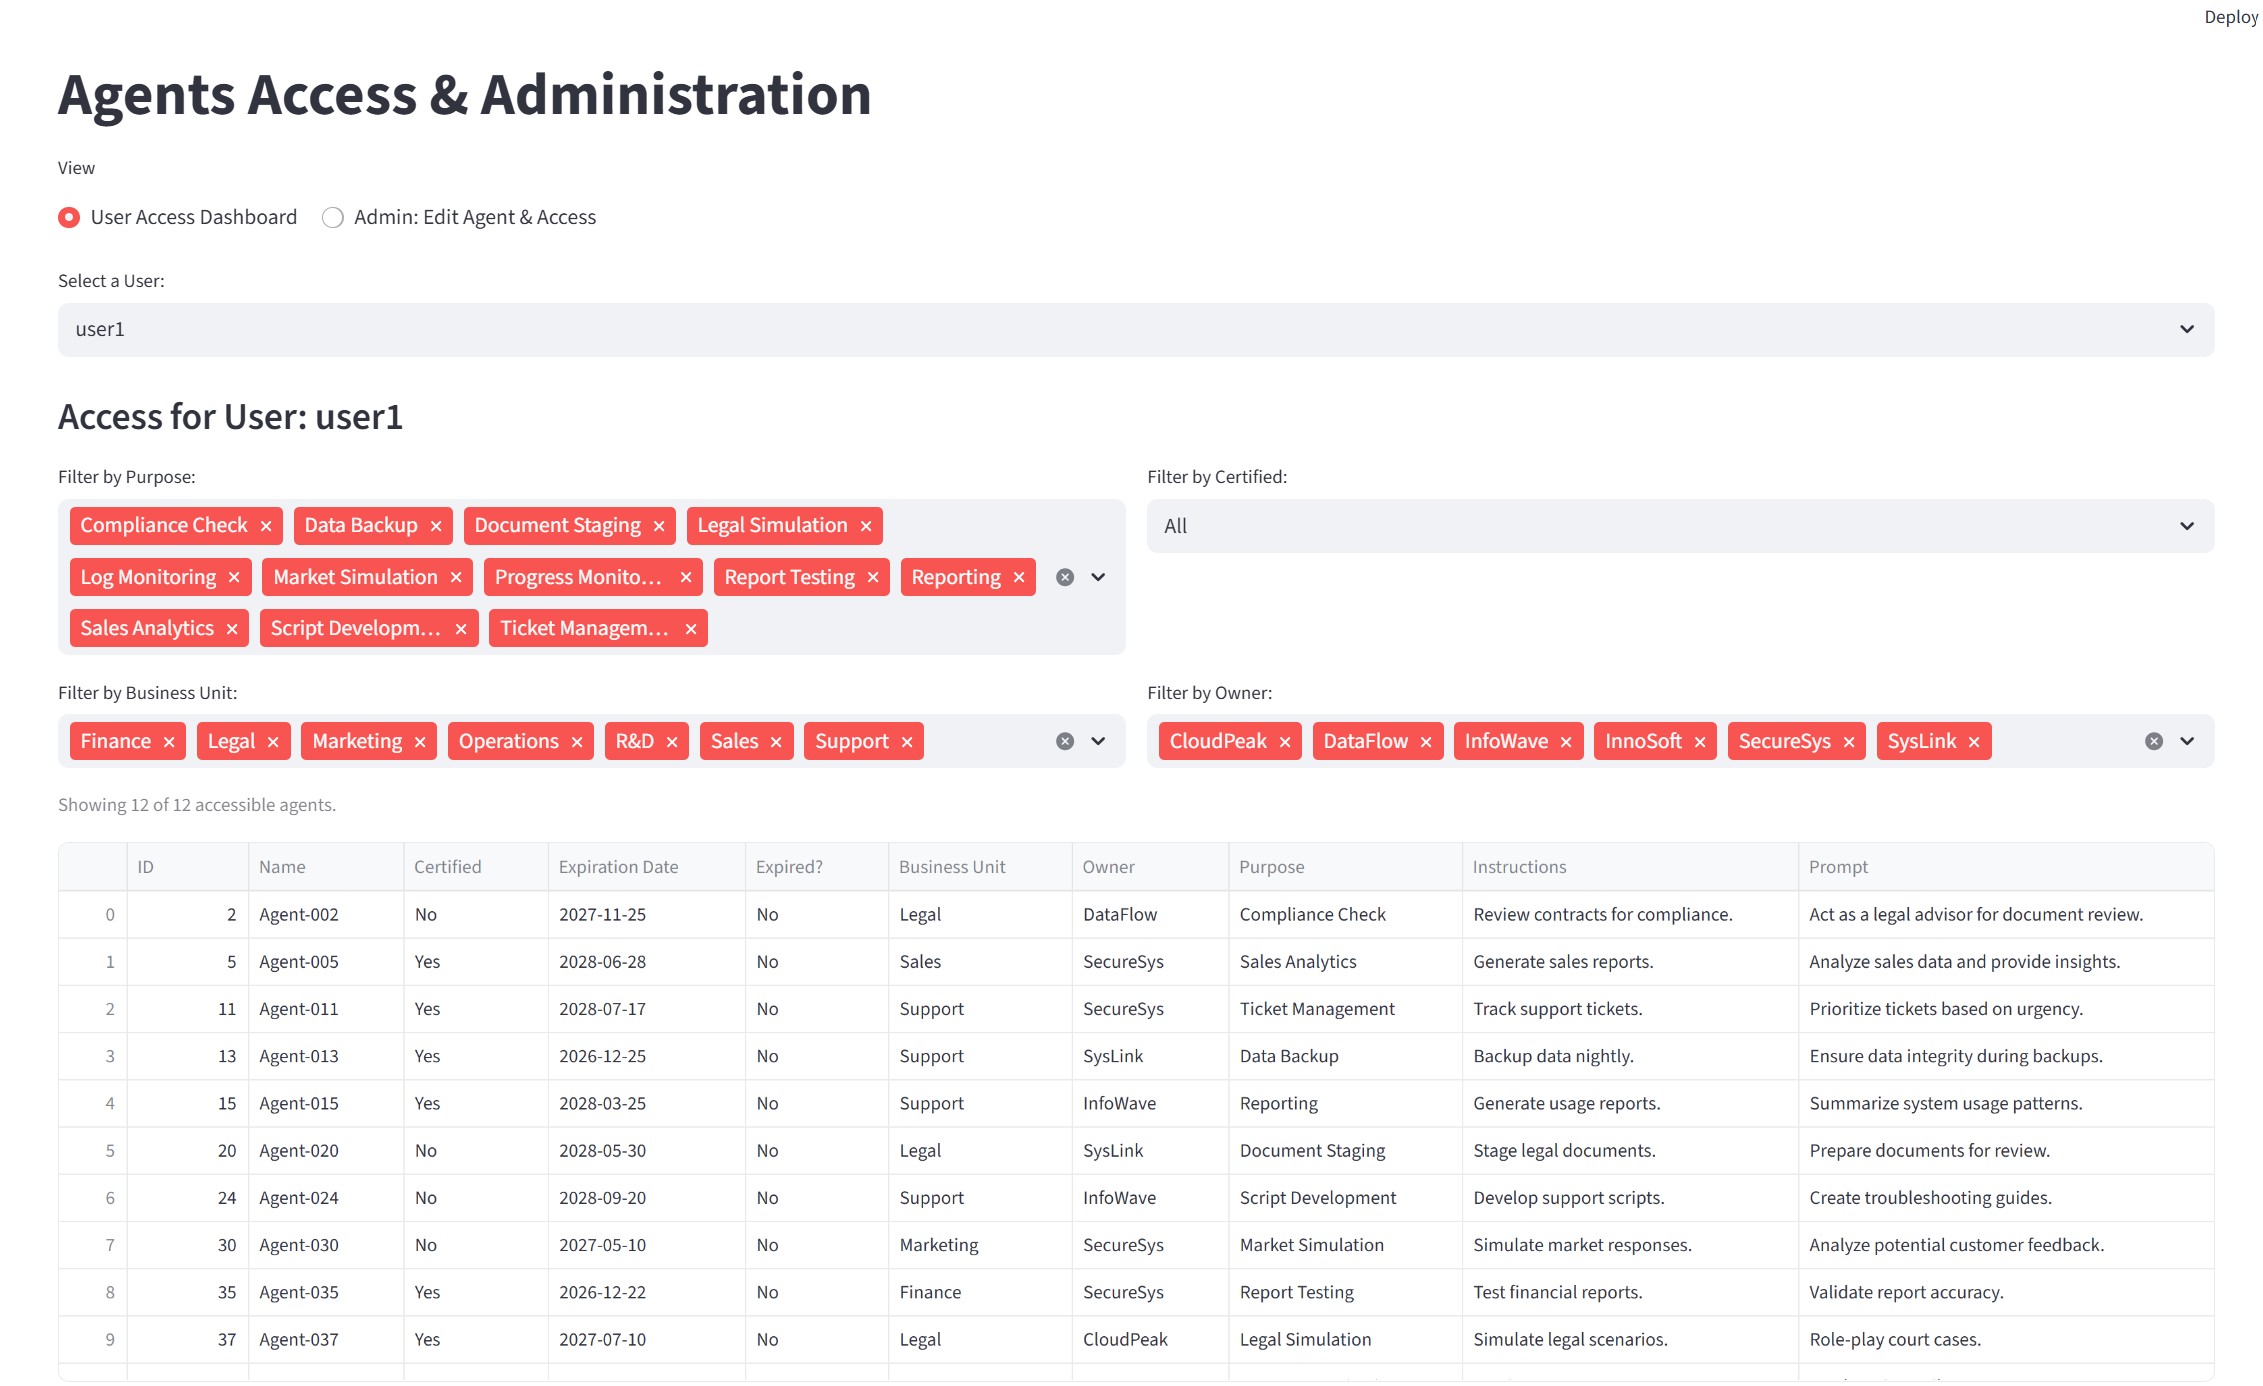 Deploy
Agents Access & Administration
View
User Access Dashboard Admin: Edit Agent & Access
Select a User:
user1
Access for User: user1
Filter by Purpose: Filter by Certified:
Compliance Check Data Backup Document Staging Legal Simulation All
Log Monitoring Market Simulation Progress Monito... Report Testing Reporting
Sales Analytics Script Developm... Ticket Managem...
Filter by Business Unit: Filter by Owner:
Finance Legal Marketing Operations R&D Sales Support CloudPeak DataFlow InfoWave InnoSoft SecureSys SysLink
Showing 12 of 12 accessible agents.
ID Name Certified Expiration Date Expired? Business Unit Owner Purpose Instructions Prompt
0 2 Agent-002 No 2027-11-25 No Legal DataFlow Compliance Check Review contracts for compliance. Act as a legal advisor for document review.
1 5 Agent-005 Yes 2028-06-28 No Sales SecureSys Sales Analytics Generate sales reports. Analyze sales data and provide insights.
2 11 Agent-011 Yes 2028-07-17 No Support SecureSys Ticket Management Track support tickets. Prioritize tickets based on urgency.
3 13 Agent-013 Yes 2026-12-25 No Support SysLink Data Backup Backup data nightly. Ensure data integrity during backups.
4 15 Agent-015 Yes 2028-03-25 No Support InfoWave Reporting Generate usage reports. Summarize system usage patterns.
5 20 Agent-020 No 2028-05-30 No Legal SysLink Document Staging Stage legal documents. Prepare documents for review.
6 24 Agent-024 No 2028-09-20 No Support InfoWave Script Development Develop support scripts. Create troubleshooting guides.
7 30 Agent-030 No 2027-05-10 No Marketing SecureSys Market Simulation Simulate market responses. Analyze potential customer feedback.
8 35 Agent-035 Yes 2026-12-22 No Finance SecureSys Report Testing Test financial reports. Validate report accuracy.
9 37 Agent-037 Yes 2027-07-10 No Legal CloudPeak Legal Simulation Simulate legal scenarios. Role-play court cases.